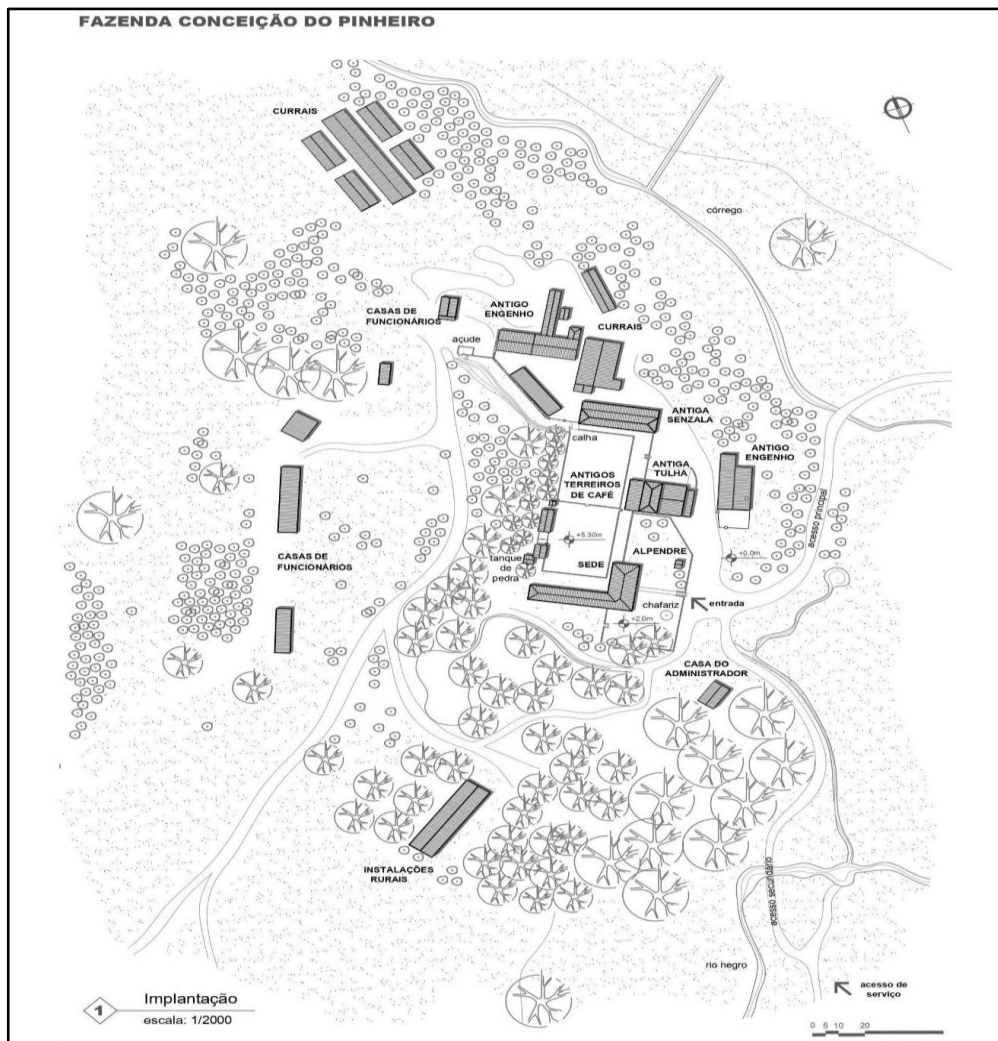 FAZENDA CONCEIÇÃO DO PINHEIRO
CURRAIS
córrego
CASAS DE
FUNCIONÁRIOS
ANTIGO
ENGENHO
CURRAIS
açude
ANTIGA
SENZALA
calha
ANTIGOS
TERREIROS
DE CAFÉ
ANTIGA
TULHA
ANTIGO
ENGENHO
acesso principal
+5.30m
+0.0m
CASAS DE
FUNCIONÁRIOS
tanque
de
pedra
SEDE
ALPENDRE
chafariz
entrada
+2.0m
CASA DO
ADMINISTRADOR
INSTALAÇÕES
RURAIS
acesso secundário
rio negro
acesso de
serviço
1
Implantação
escala: 1/2000
0 5 10 20